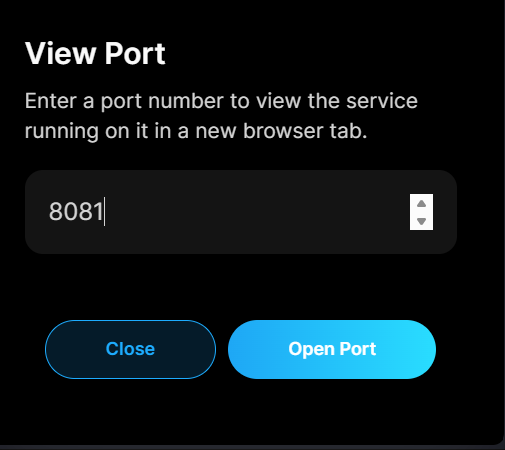 View Port
Enter a port number to view the service
running on it in a new browser tab.
8081
Close
Open Port